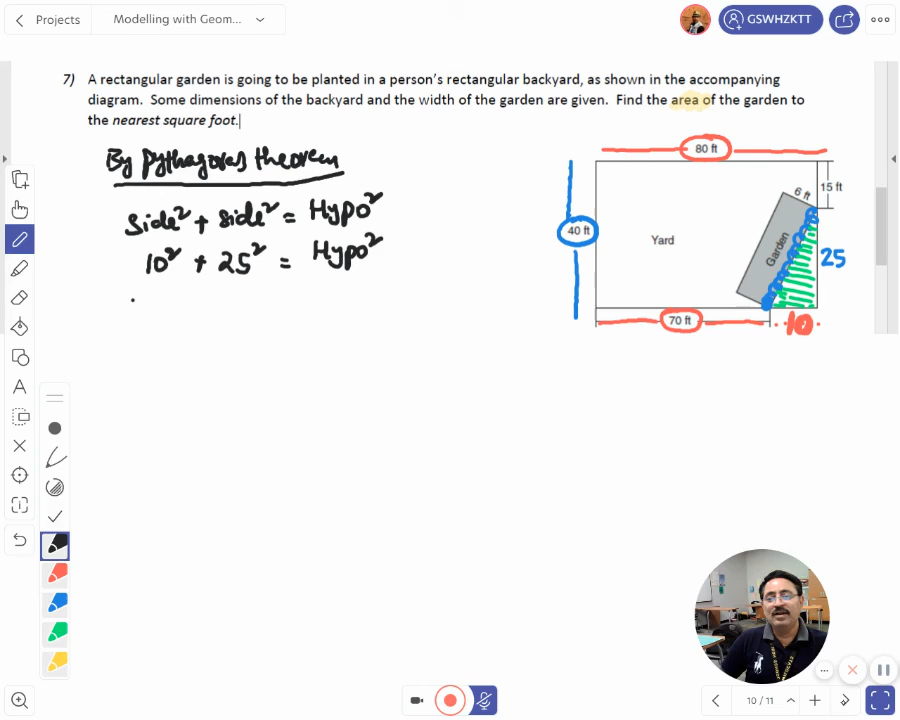 Projects
Modelling with Geom...
GSWHZKTT
7) A rectangular garden is going to be planted in a person's rectangular backyard, as shown in the accompanying
diagram. Some dimensions of the backyard and the width of the garden are given. Find the area of the garden to
the nearest square foot.
By Pythagoras theorem
Side² + Side² = Hypo²
10² + 25² = Hypo²
80 ft
6 ft
15 ft
40 ft
Yard
Garden
25
70 ft
10
A
10 / 11